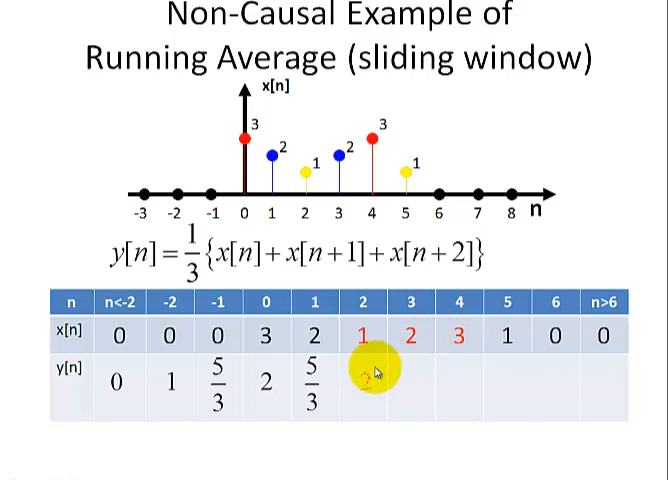 Non-Causal Example of
Running Average (sliding window)
x[n]
3
3
2
2
1
1
-3 -2 -1 0 1 2 3 4 5 6 7 8 n
y[n] = 1/3 {x[n] + x[n+1] + x[n+2]}
n n<-2 -2 -1 0 1 2 3 4 5 6 n>6
x[n] 0 0 0 3 2 1 2 3 1 0 0
y[n] 0 1 5/3 2 5/3 2